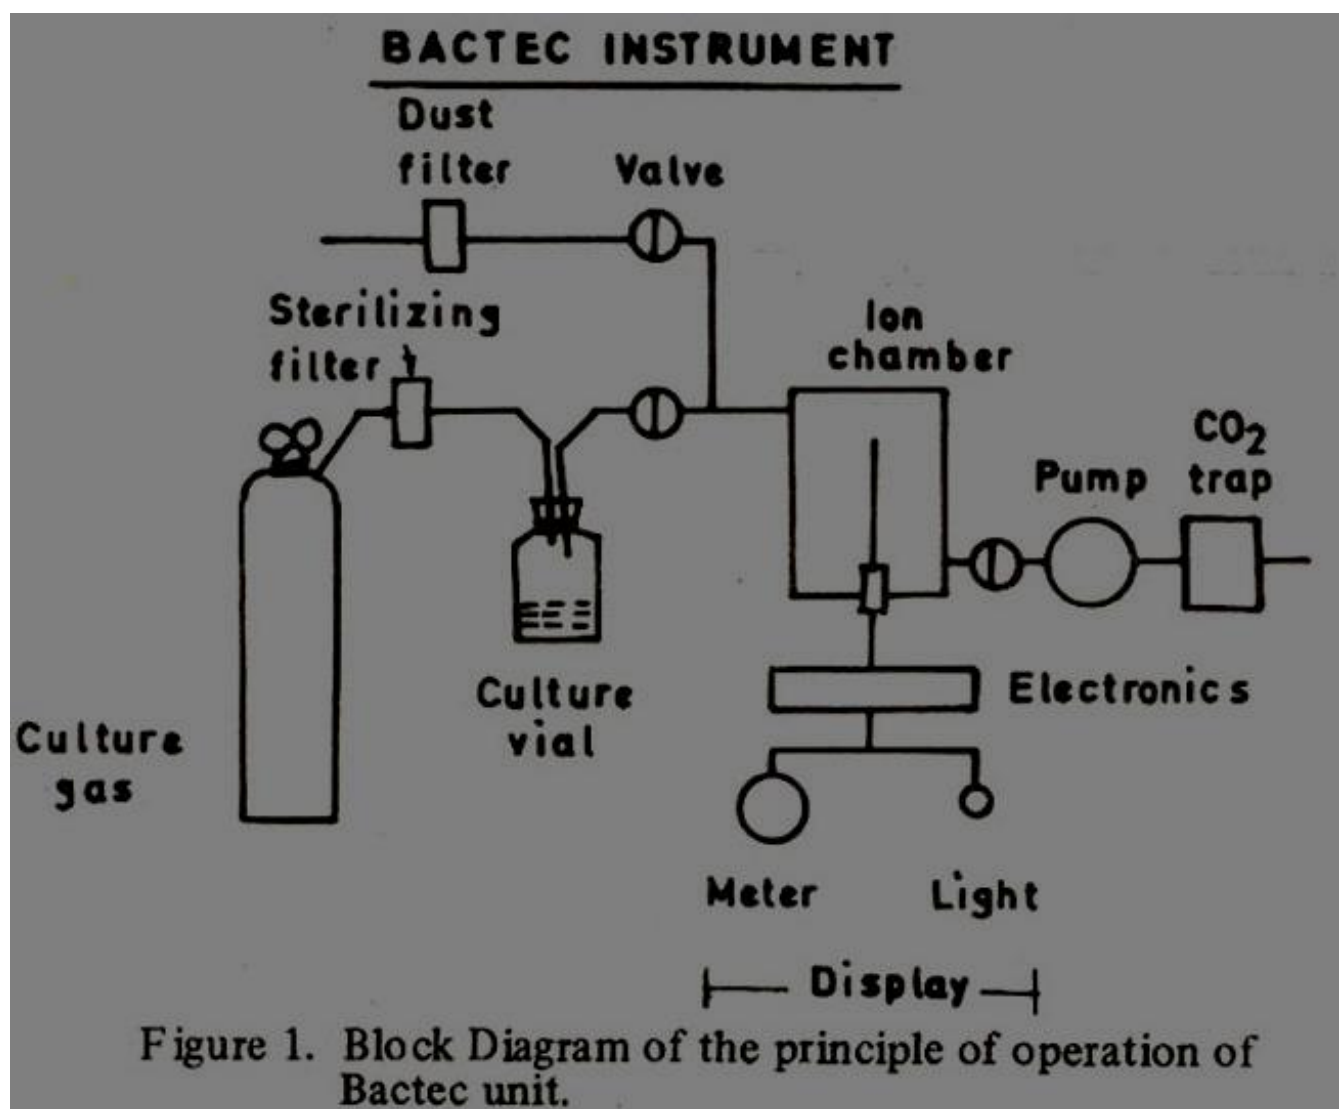 BACTEC INSTRUMENT
Dust
filter
Valve
Sterilizing
filter
Ion
chamber
CO2
trap
Pump
Culture
vial
Electronics
Culture
gas
Meter
Light
Display
Figure 1. Block Diagram of the principle of operation of
Bactec unit.